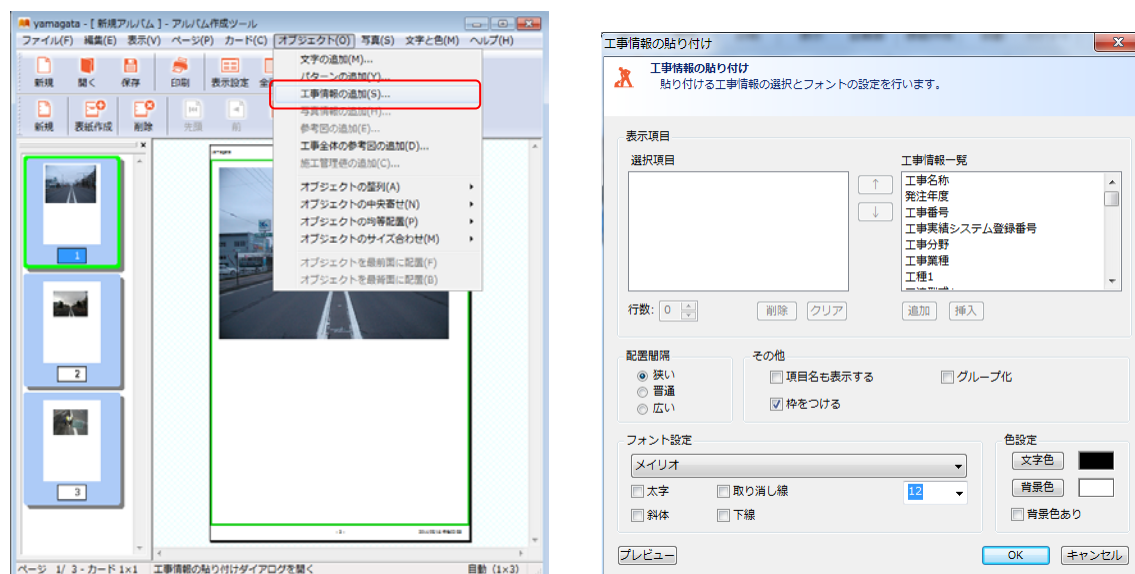 yamagata - [ 新規アルバム ] - アルバム作成ツール
ファイル(F) 編集(E) 表示(V) ページ(P) カード(C) オブジェクト(O) 写真(S) 文字と色(M) ヘルプ(H)
新規 開く 保存 印刷 表示設定
新規 表紙作成 削除 先頭 前
文字の追加(M)...
パターンの追加(Y)...
工事情報の追加(S)...
写真情報の追加(H)...
参考図の追加(E)...
工事全体の参考図の追加(D)...
施工管理値の追加(C)...
オブジェクトの整列(A)
オブジェクトの中央寄せ(N)
オブジェクトの均等配置(P)
オブジェクトのサイズ合わせ(M)
オブジェクトを最前面に配置(F)
オブジェクトを最背面に配置(B)
yamagata
1
2
3
- 1 -
ページ 1/ 3 - カード 1×1 工事情報の貼り付けダイアログを開く 自動 (1×3)
工事情報の貼り付け
工事情報の貼り付け
貼り付ける工事情報の選択とフォントの設定を行います。
表示項目
選択項目
工事情報一覧
↑
↓
工事名称
発注年度
工事番号
工事実績システム登録番号
工事分野
工事業種
工種1
行数: 0 削除 クリア 追加 挿入
配置間隔
狭い
普通
広い
その他
項目名も表示する グループ化
枠をつける
フォント設定
メイリオ
太字 取り消し線 12
斜体 下線
色設定
文字色
背景色
背景色あり
プレビュー OK キャンセル